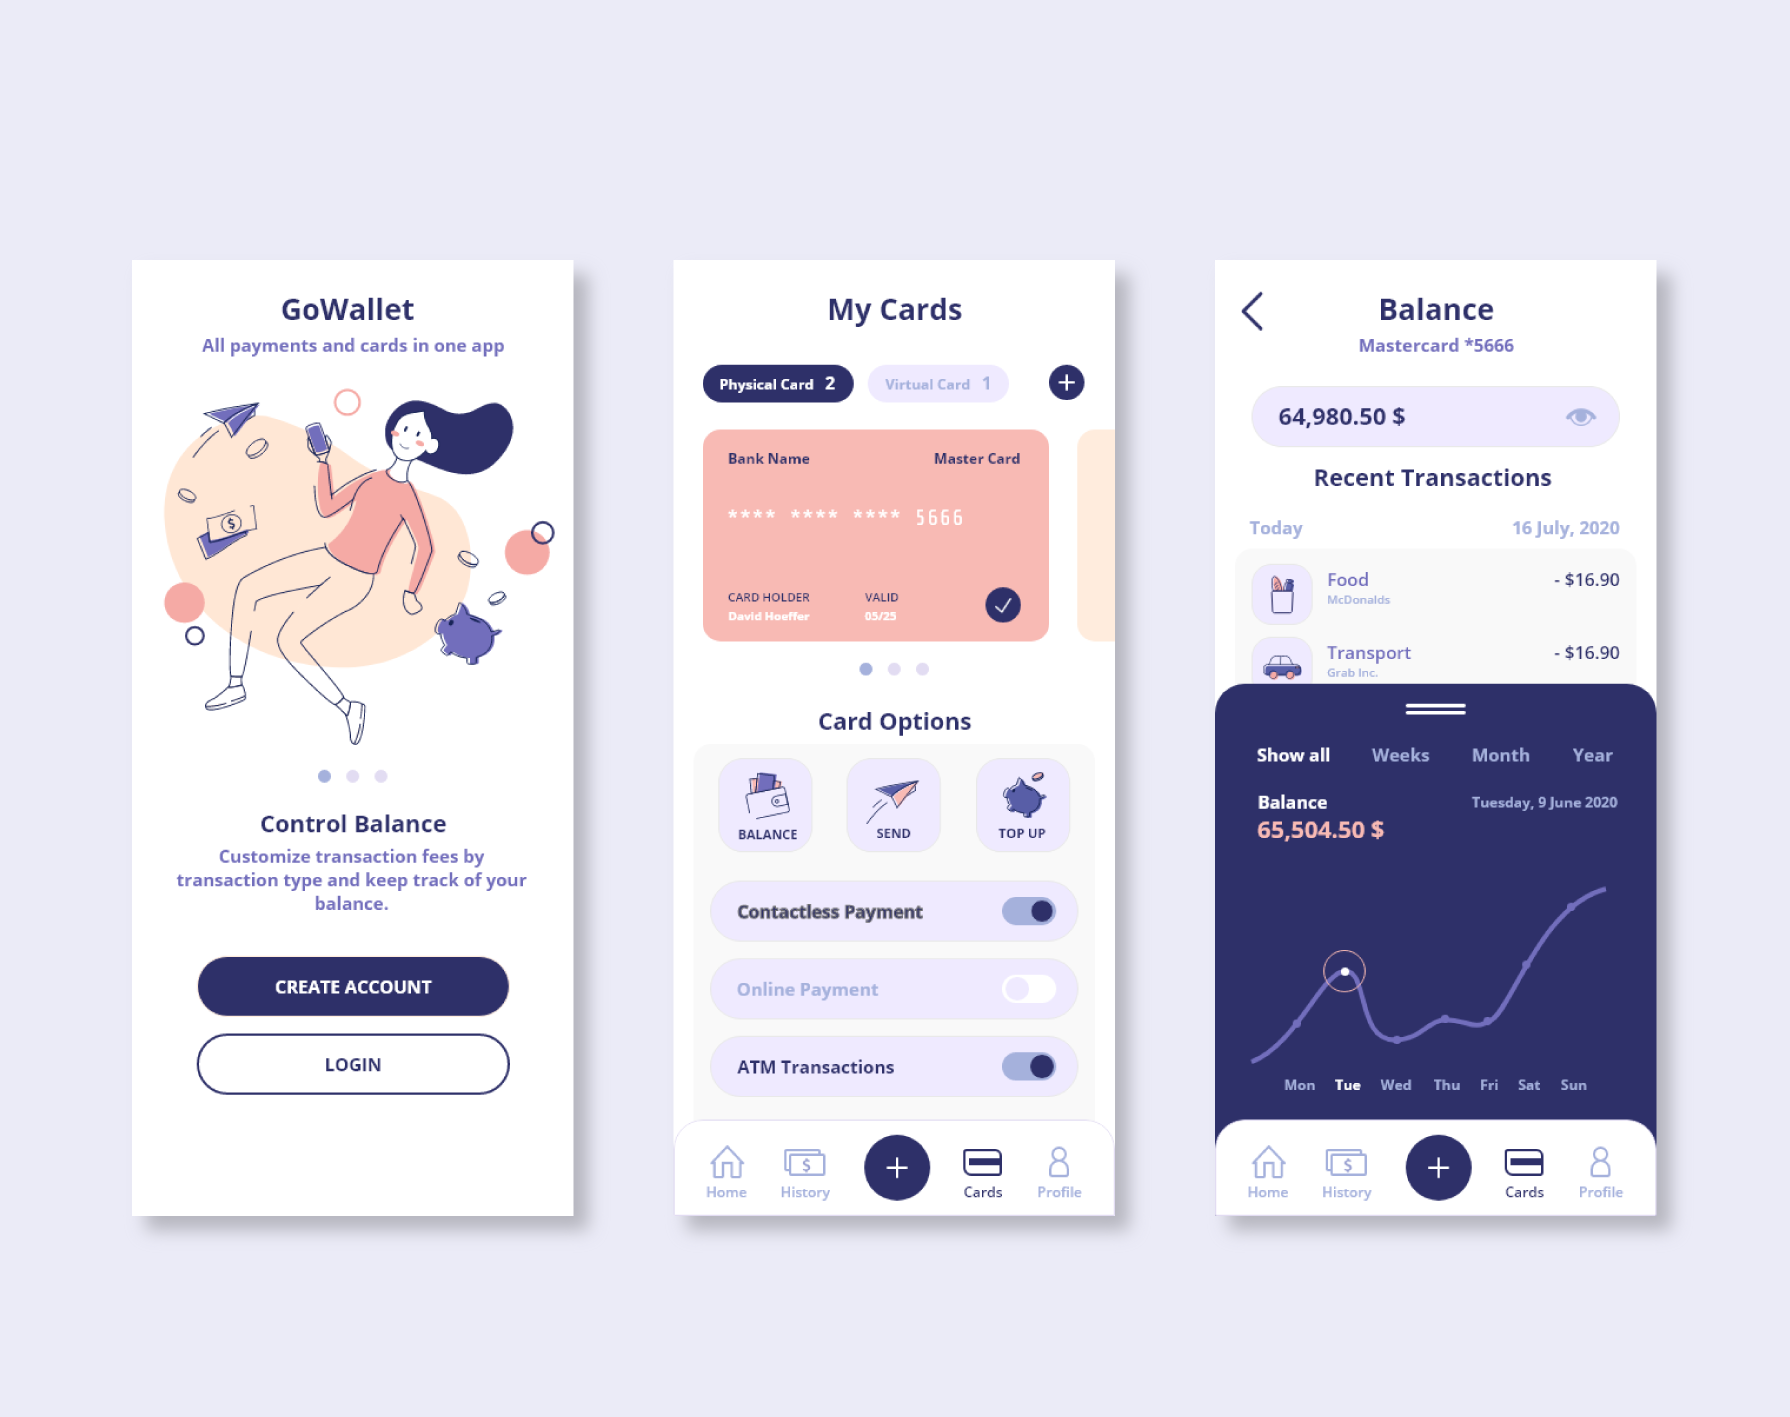 GoWallet
All payments and cards in one app
$
Control Balance
Customize transaction fees by
transaction type and keep track of your
balance.
CREATE ACCOUNT
LOGIN
My Cards
Physical Card 2
Virtual Card 1
Bank Name
Master Card
**** **** **** 5666
CARD HOLDER
VALID
David Hoeffer
05/25
Card Options
BALANCE
SEND
TOP UP
Contactless Payment
Online Payment
ATM Transactions
$
Home
History
Cards
Profile
Balance
Mastercard *5666
64,980.50 $
Recent Transactions
Today
16 July, 2020
Food
- $16.90
McDonalds
Transport
- $16.90
Grab Inc.
Show all
Weeks
Month
Year
Balance
Tuesday, 9 June 2020
65,504.50 $
Mon Tue Wed Thu Fri Sat Sun
$
Home
History
Cards
Profile